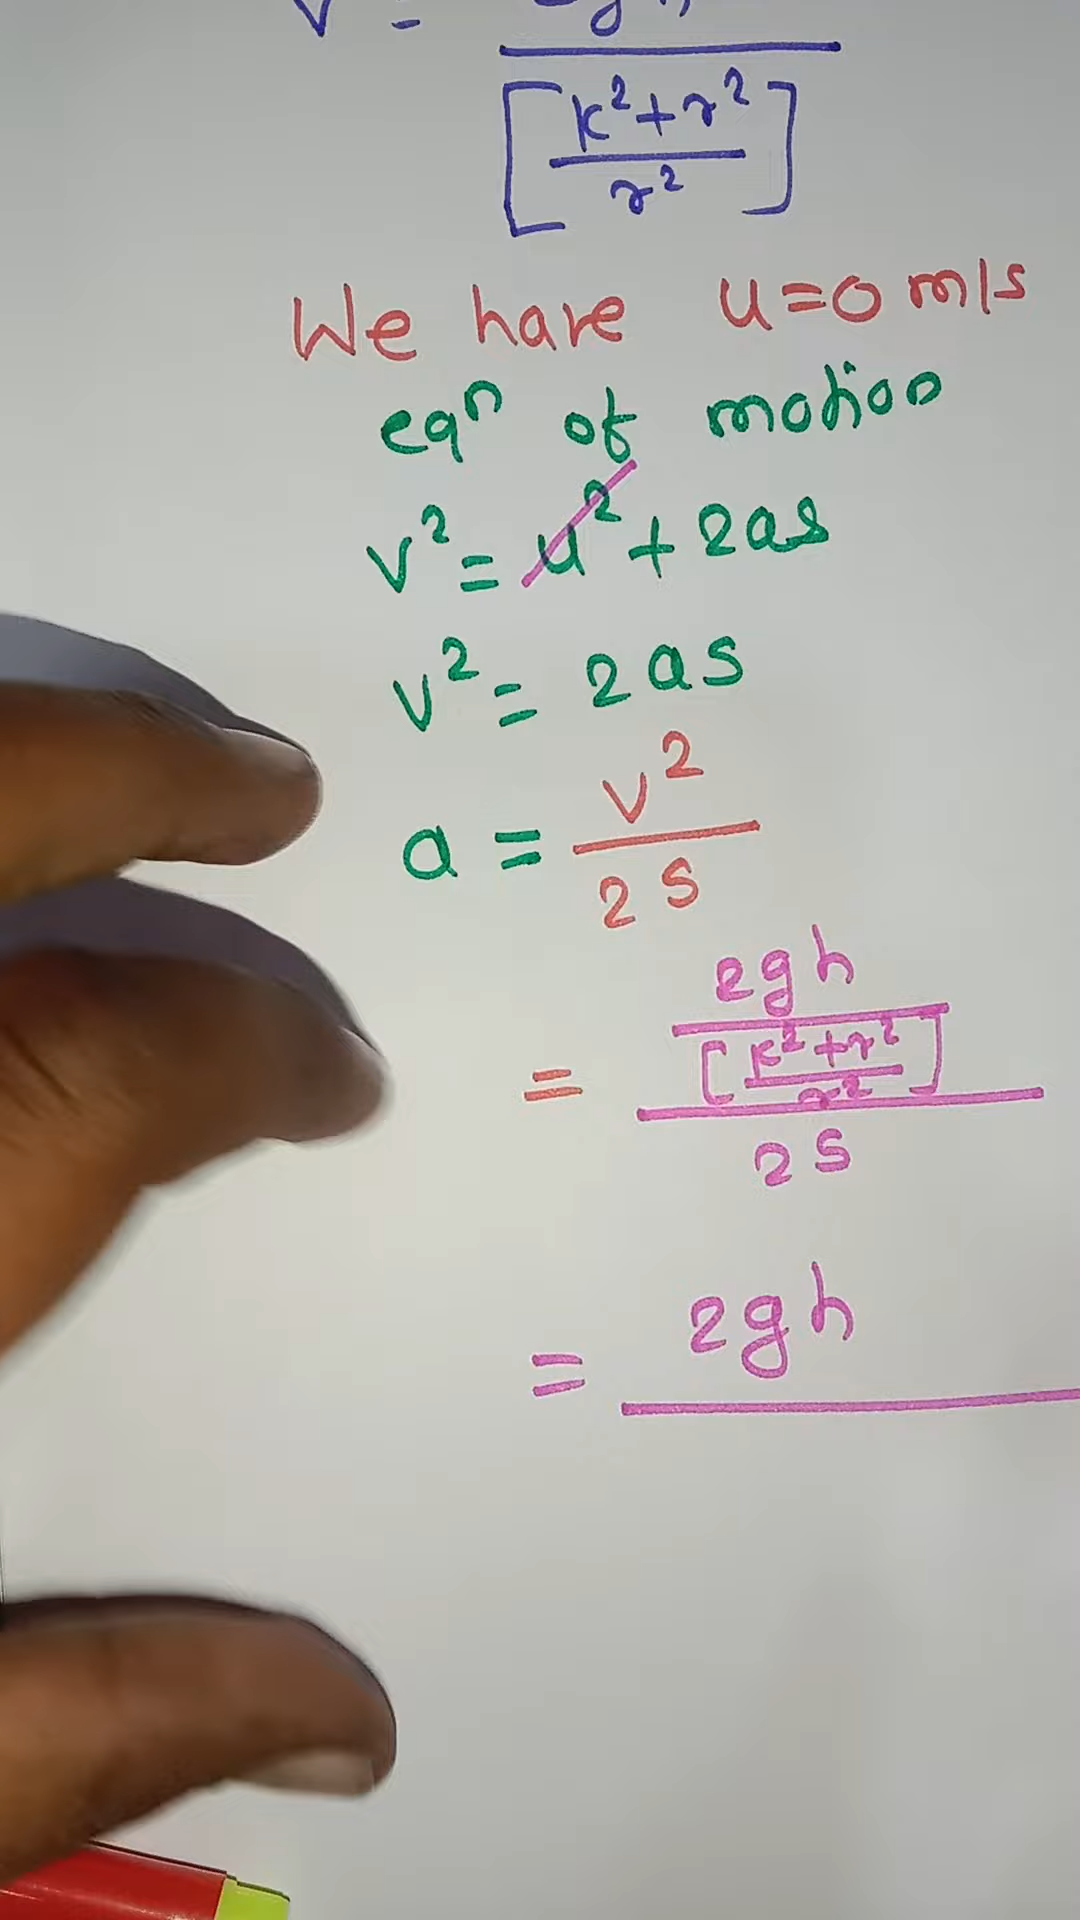 [k²+r² / r²]
We have u=0 m/s
eqⁿ of motion
v² = u² + 2as
v² = 2as
a = v² / 2s
= 2gh / [k²+r² / r²] / 2s
= 2gh